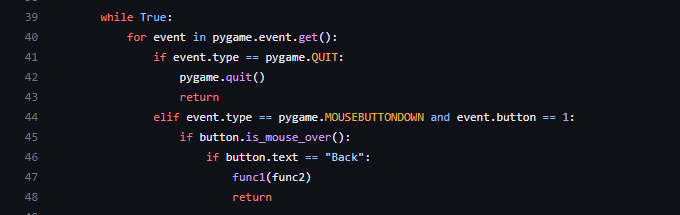 39 while True:
40 for event in pygame.event.get():
41 if event.type == pygame.QUIT:
42 pygame.quit()
43 return
44 elif event.type == pygame.MOUSEBUTTONDOWN and event.button == 1:
45 if button.is_mouse_over():
46 if button.text == "Back":
47 func1(func2)
48 return